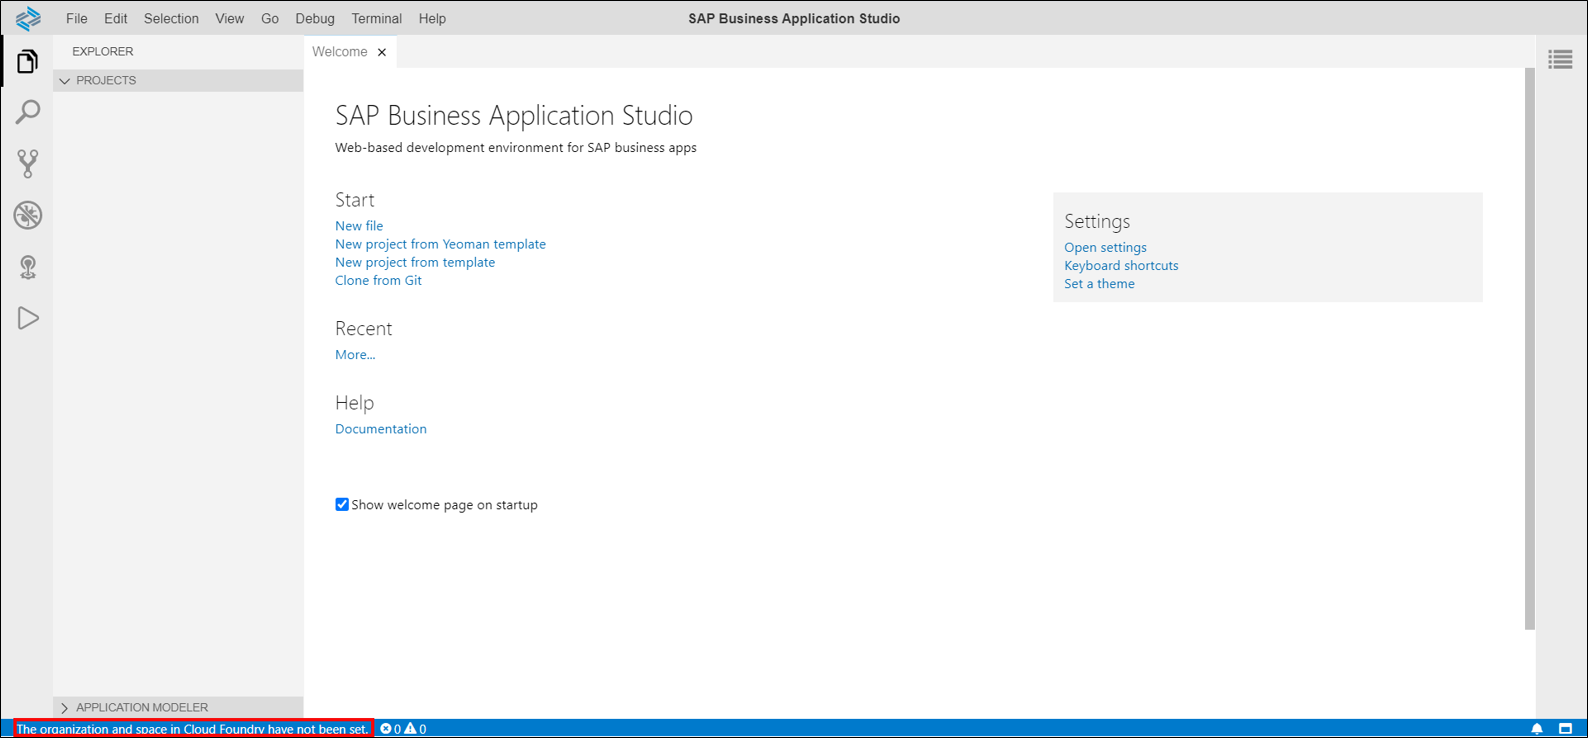 File Edit Selection View Go Debug Terminal Help
SAP Business Application Studio
EXPLORER
PROJECTS
Welcome
SAP Business Application Studio
Web-based development environment for SAP business apps
Start
New file
New project from Yeoman template
New project from template
Clone from Git
Recent
More...
Help
Documentation
Show welcome page on startup
Settings
Open settings
Keyboard shortcuts
Set a theme
APPLICATION MODELER
The organization and space in Cloud Foundry have not been set. 0 0